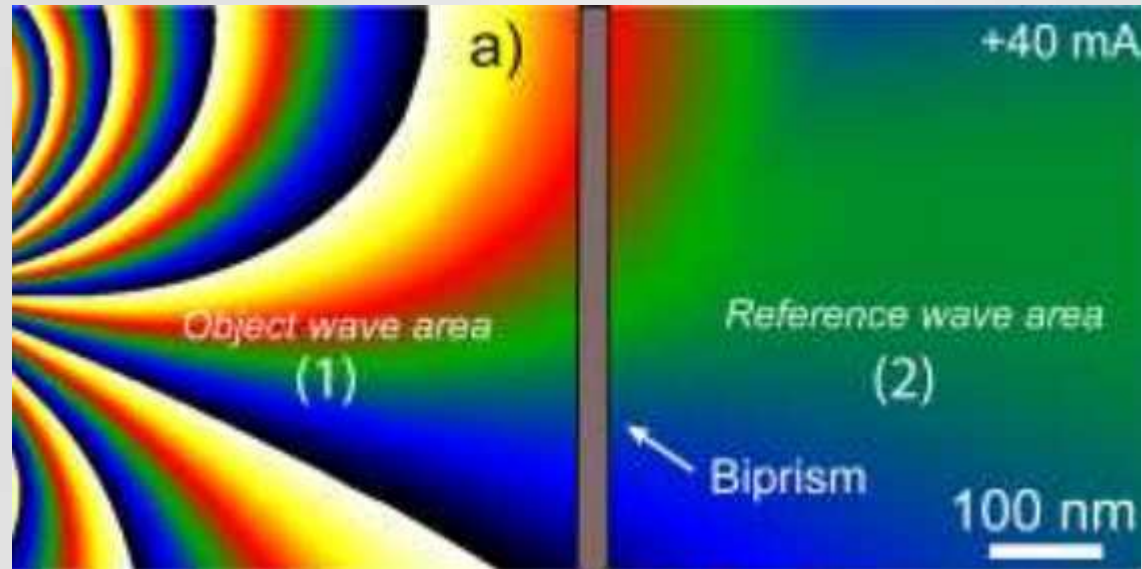 a)
+40 mA
Object wave area
(1)
Reference wave area
(2)
Biprism
100 nm